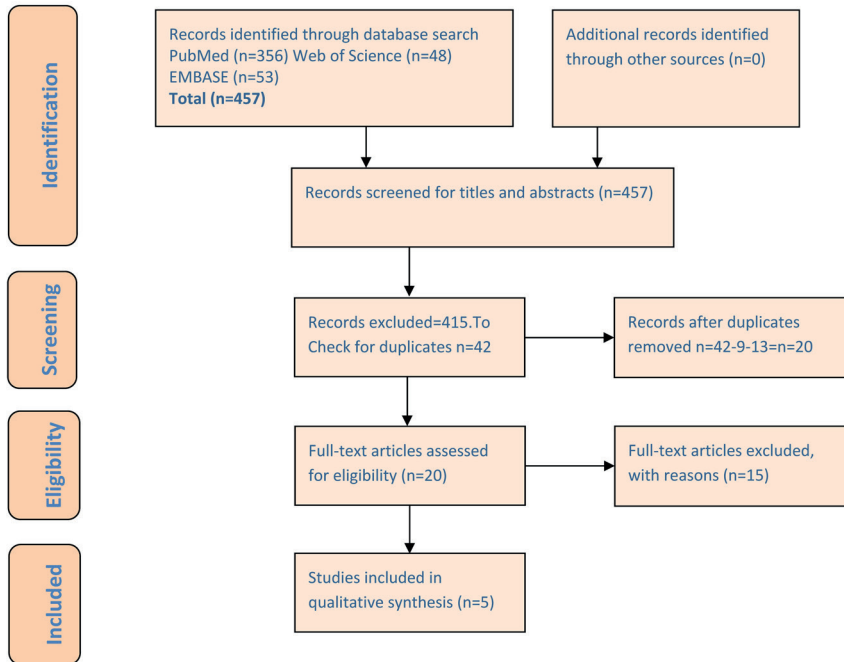 Identification
Records identified through database search
PubMed (n=356) Web of Science (n=48)
EMBASE (n=53)
Total (n=457)
Additional records identified
through other sources (n=0)
Records screened for titles and abstracts (n=457)
Screening
Records excluded=415.To
Check for duplicates n=42
Records after duplicates
removed n=42-9-13=n=20
Eligibility
Full-text articles assessed
for eligibility (n=20)
Full-text articles excluded,
with reasons (n=15)
Included
Studies included in
qualitative synthesis (n=5)